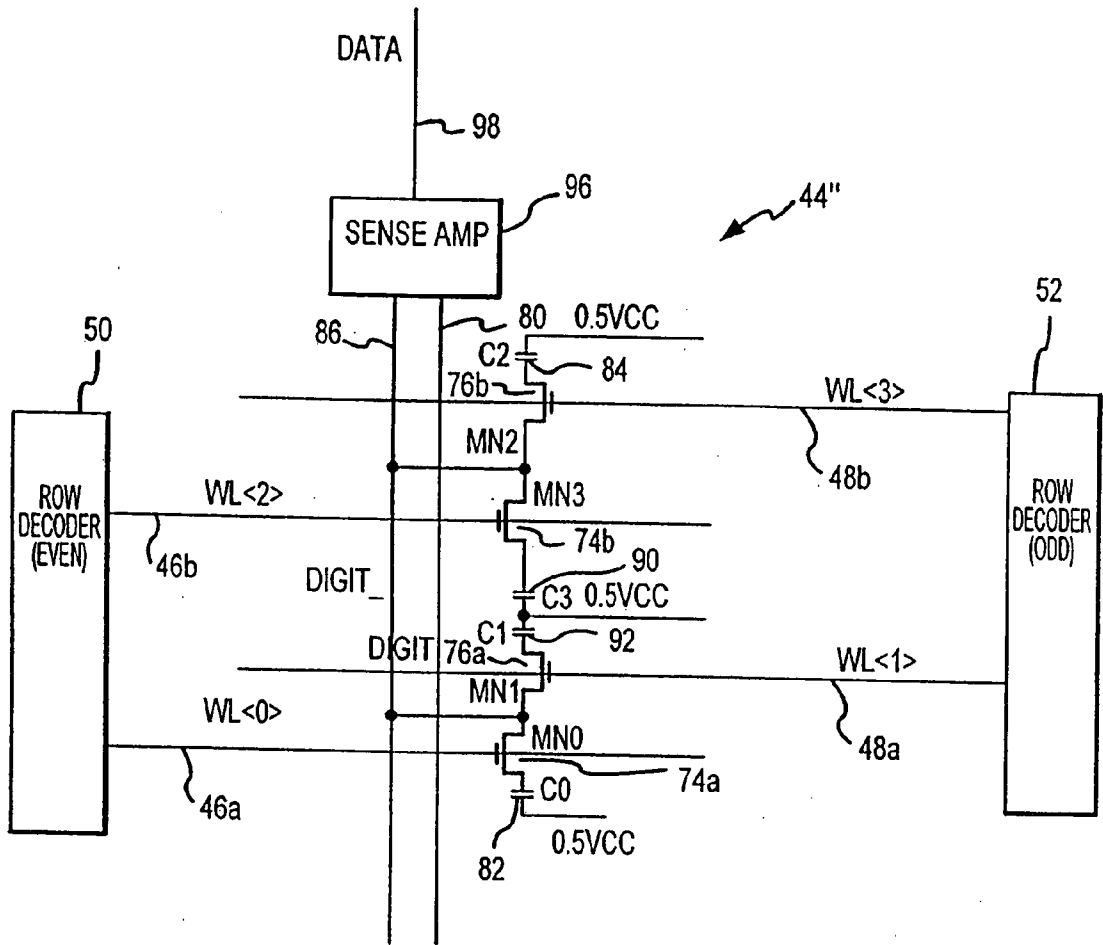 DATA
98
96
SENSE AMP
44"
50
86
80
0.5VCC
52
C2
84
76b
WL<3>
MN2
48b
ROW
DECODER
(EVEN)
WL<2>
MN3
ROW
DECODER
(ODD)
46b
74b
90
DIGIT_
C3
0.5VCC
C1
92
DIGIT
76a
WL<1>
MN1
WL<0>
MN0
48a
74a
46a
C0
82
0.5VCC